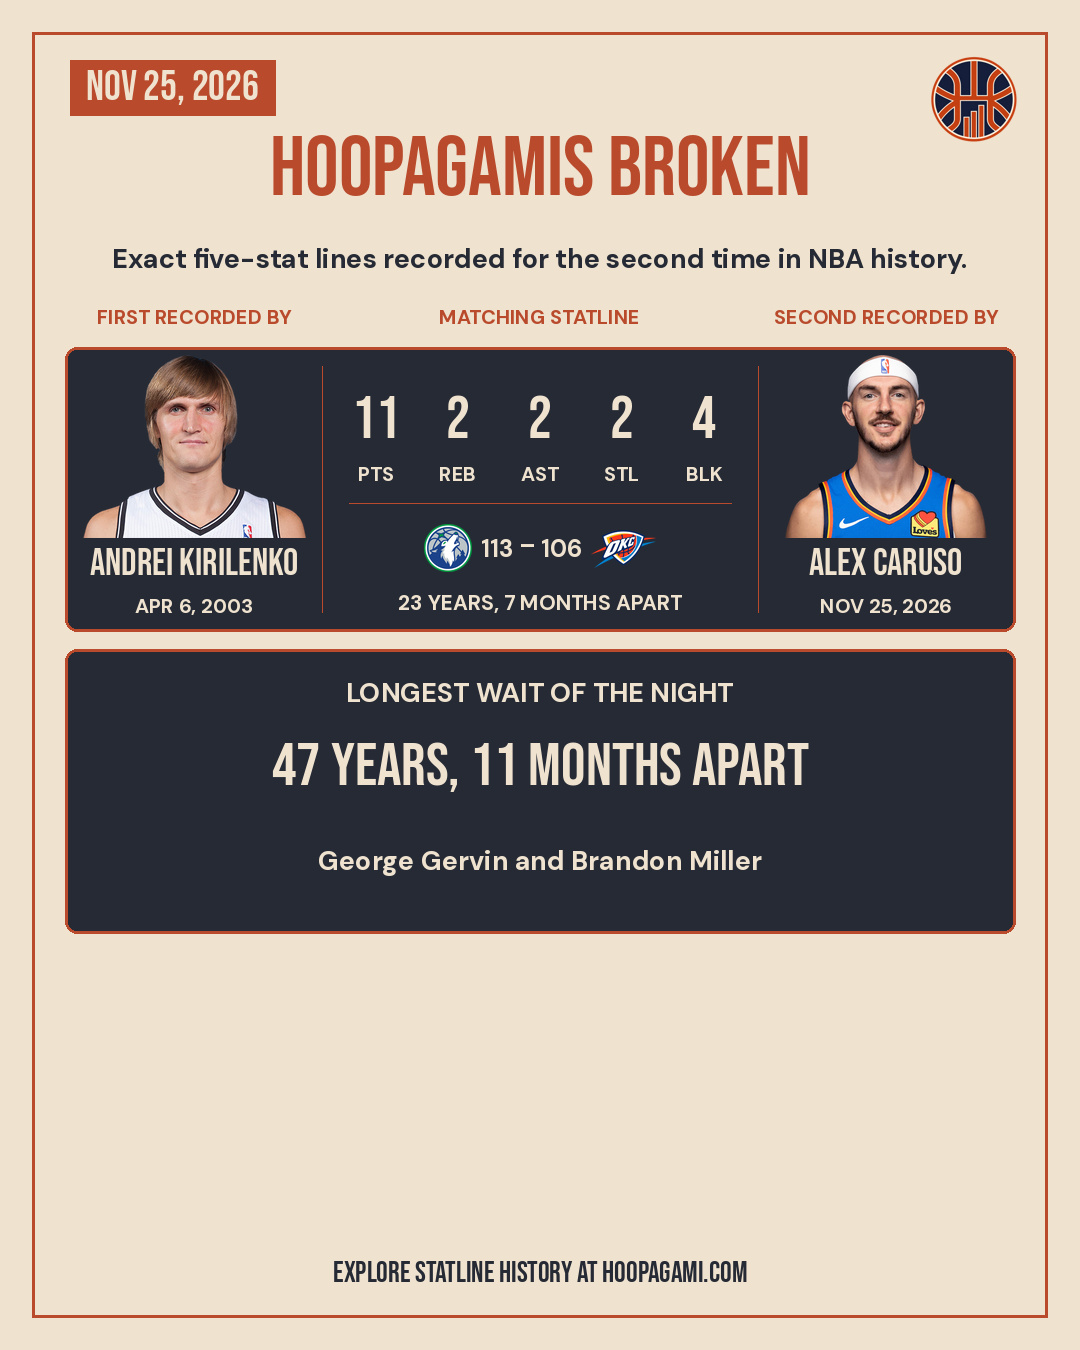 NOV 25, 2026
HOOPAGAMIS BROKEN
Exact five-stat lines recorded for the second time in NBA history.
FIRST RECORDED BY
MATCHING STATLINE
SECOND RECORDED BY
11 2 2 2 4
PTS REB AST STL BLK
OKC
113 – 106
23 YEARS, 7 MONTHS APART
ANDREI KIRILENKO
APR 6, 2003
Love's
ALEX CARUSO
NOV 25, 2026
LONGEST WAIT OF THE NIGHT
47 YEARS, 11 MONTHS APART
George Gervin and Brandon Miller
EXPLORE STATLINE HISTORY AT HOOPAGAMI.COM